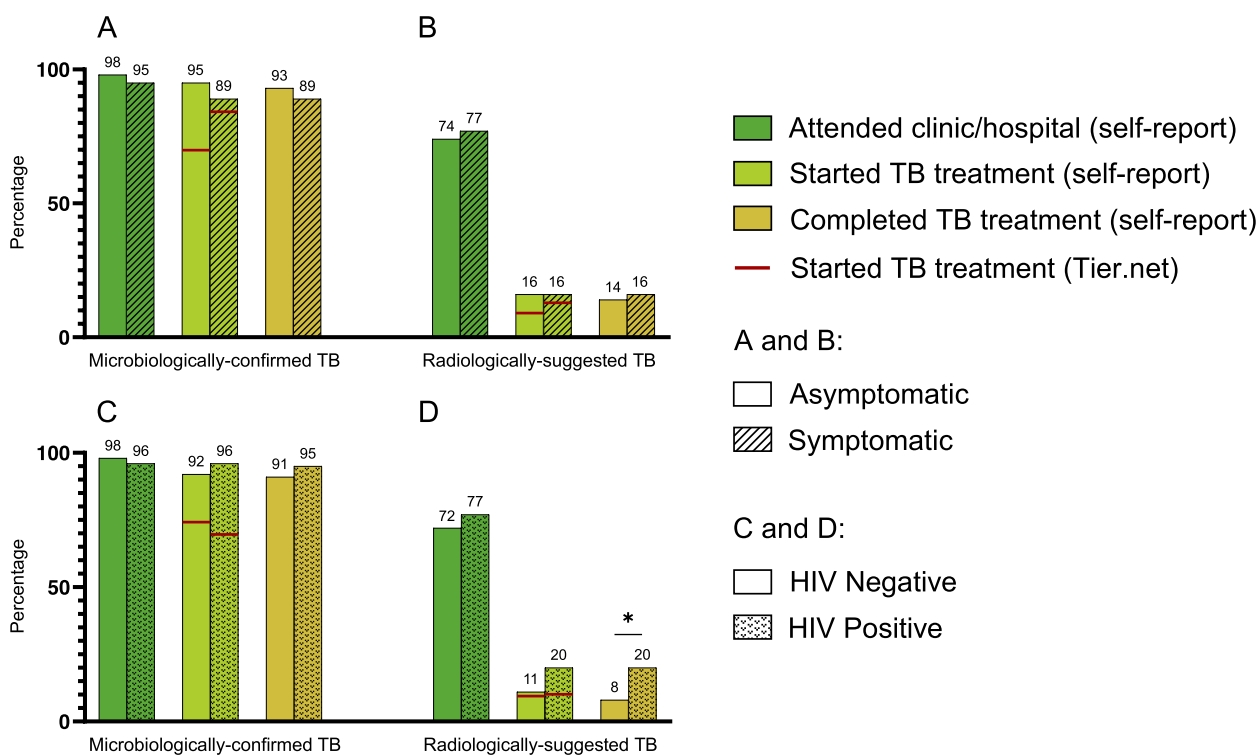 A
B
98
95
95
89
93
89
74
77
16
16
14
16
100
50
0
Percentage
Microbiologically-confirmed TB
Radiologically-suggested TB
C
D
98
96
92
96
91
95
72
77
11
20
8
20
*
100
50
0
Percentage
Microbiologically-confirmed TB
Radiologically-suggested TB
Attended clinic/hospital (self-report)
Started TB treatment (self-report)
Completed TB treatment (self-report)
Started TB treatment (Tier.net)
A and B:
Asymptomatic
Symptomatic
C and D:
HIV Negative
HIV Positive